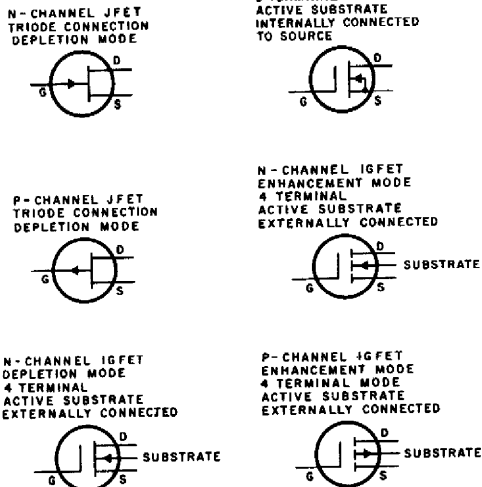 N-CHANNEL JFET
TRIODE CONNECTION
DEPLETION MODE
D
G
S
ACTIVE SUBSTRATE
INTERNALLY CONNECTED
TO SOURCE
D
G
S
P-CHANNEL JFET
TRIODE CONNECTION
DEPLETION MODE
D
G
S
N-CHANNEL IGFET
ENHANCEMENT MODE
4 TERMINAL
ACTIVE SUBSTRATE
EXTERNALLY CONNECTED
D
SUBSTRATE
G
S
N-CHANNEL IGFET
DEPLETION MODE
4 TERMINAL
ACTIVE SUBSTRATE
EXTERNALLY CONNECTED
D
SUBSTRATE
G
S
P-CHANNEL IGFET
ENHANCEMENT MODE
4 TERMINAL MODE
ACTIVE SUBSTRATE
EXTERNALLY CONNECTED
D
SUBSTRATE
G
S